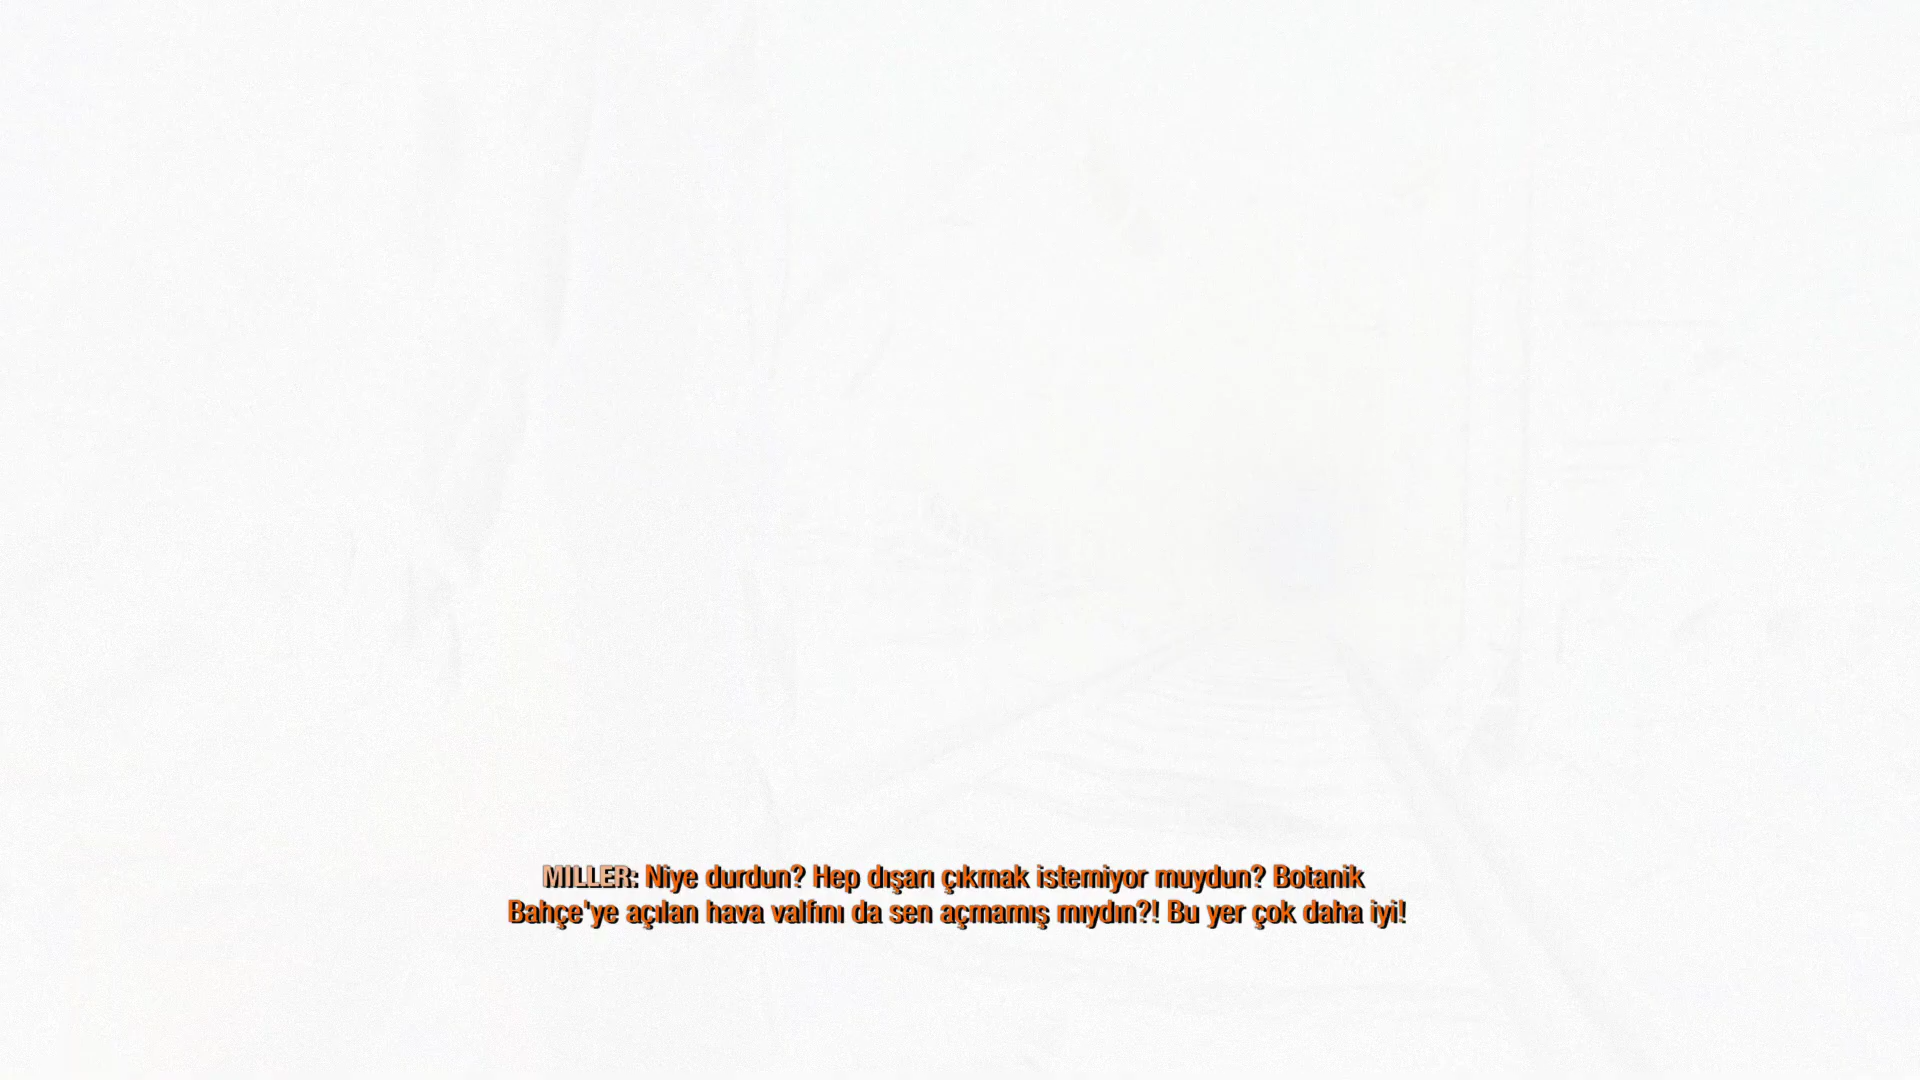 MILLER: Niye durdun? Hep dışarı çıkmak istemiyor muydun? Botanik
Bahçe'ye açılan hava valfını da sen açmamış mıydın?! Bu yer çok daha iyi!